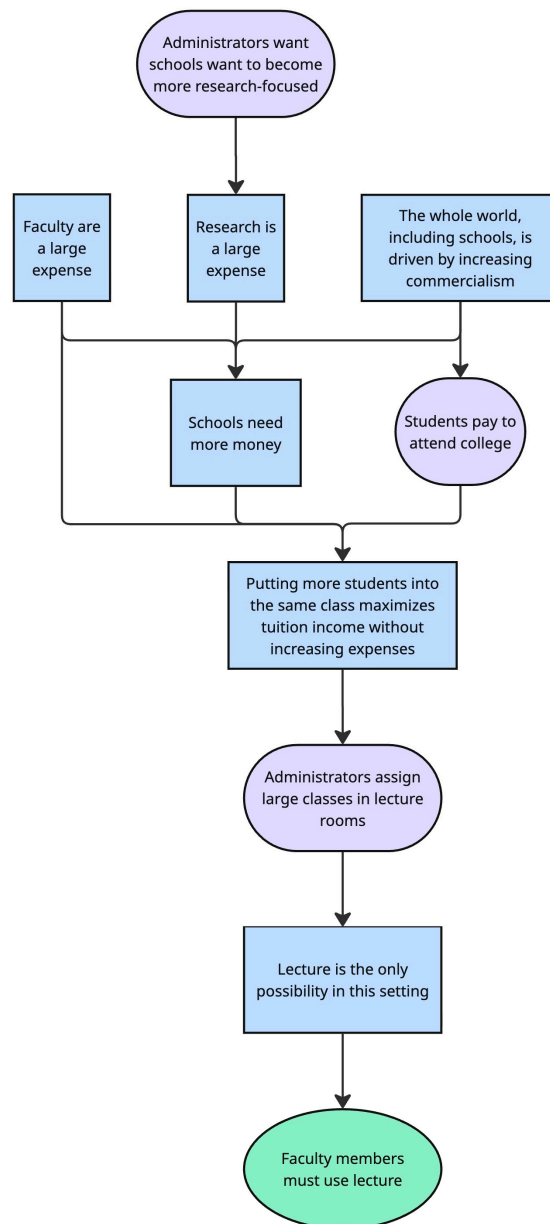 Administrators want
schools want to become
more research-focused
Faculty are
a large
expense
Research is
a large
expense
The whole world,
including schools, is
driven by increasing
commercialism
Schools need
more money
Students pay to
attend college
Putting more students into
the same class maximizes
tuition income without
increasing expenses
Administrators assign
large classes in lecture
rooms
Lecture is the only
possibility in this setting
Faculty members
must use lecture